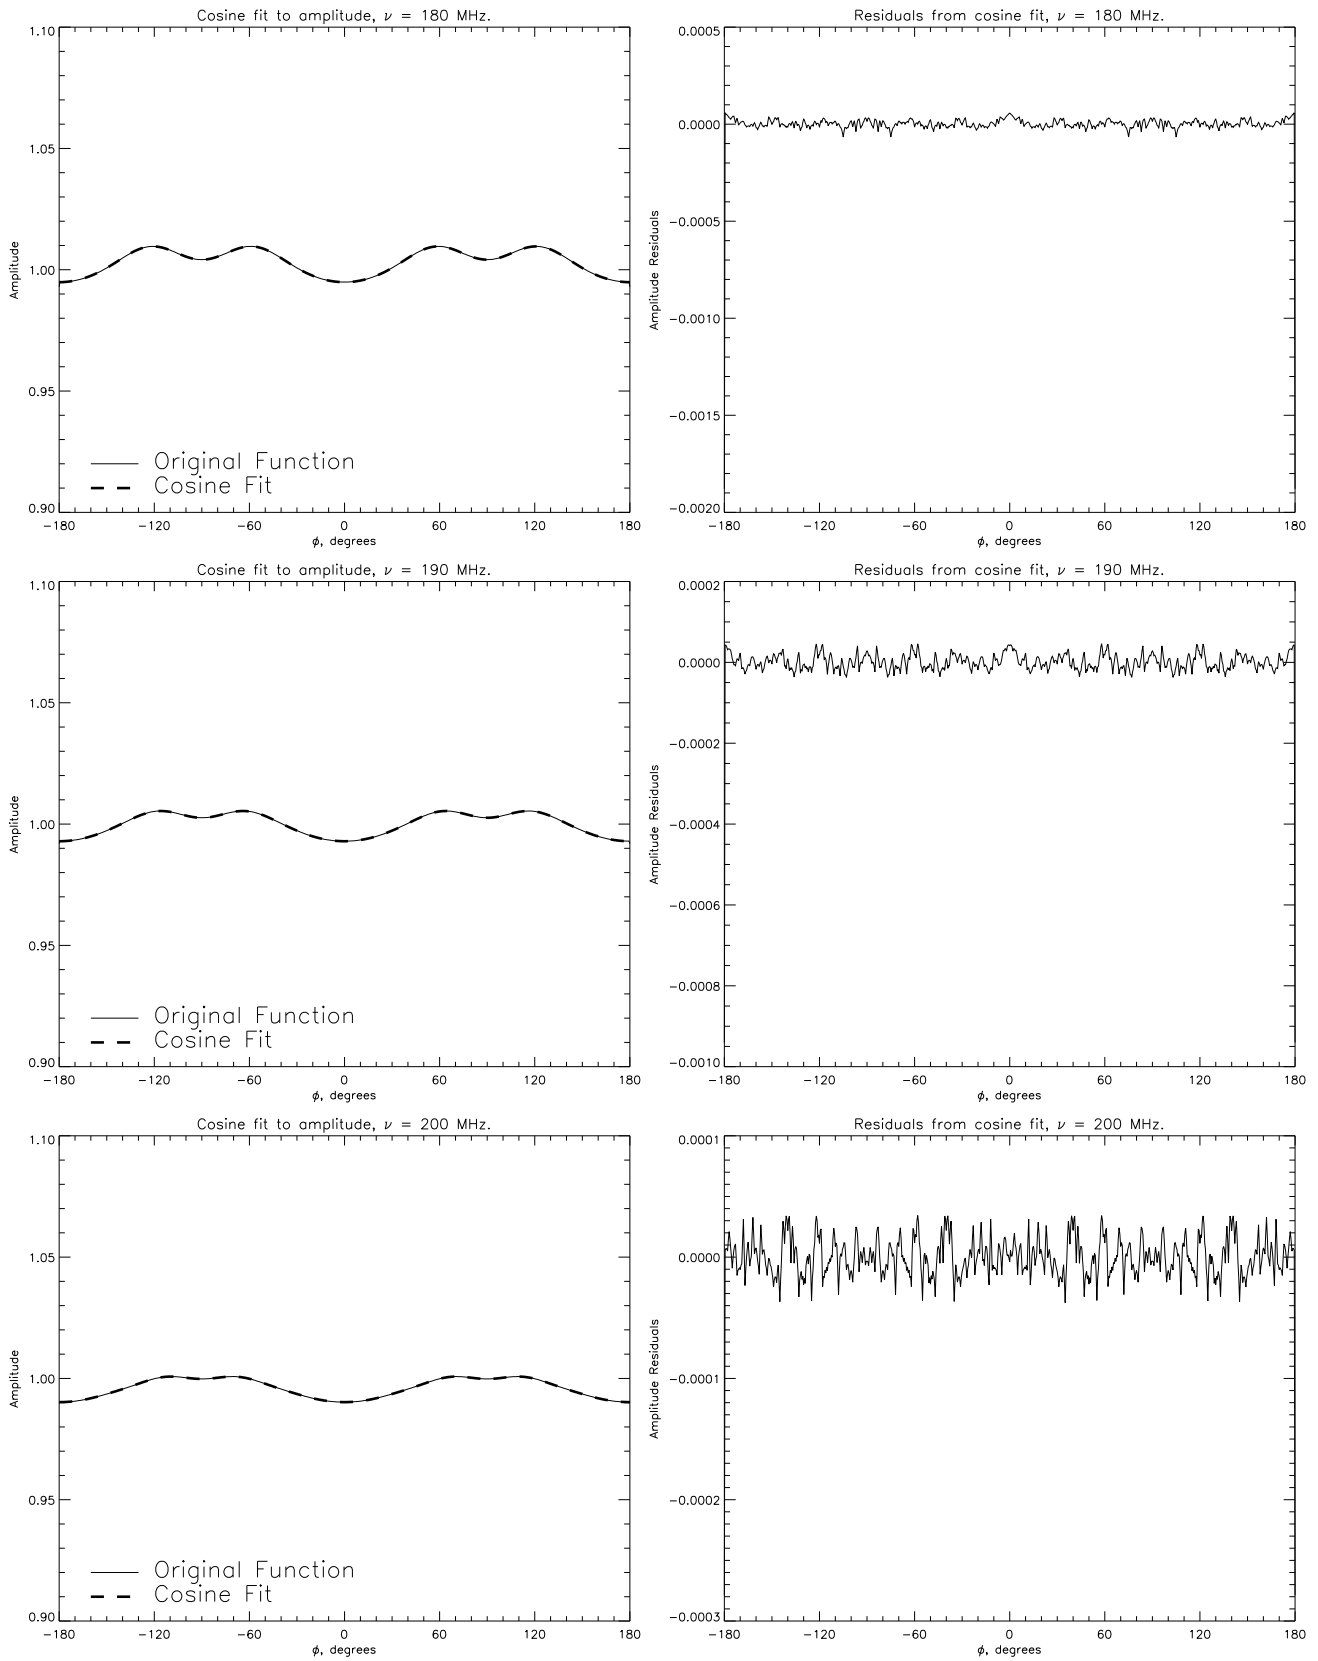 Cosine fit to amplitude, ν = 180 MHz.
1.10
1.05
1.00
0.95
0.90
Amplitude
Original Function
Cosine Fit
−180 −120 −60 0 60 120 180
ϕ, degrees
Residuals from cosine fit, ν = 180 MHz.
0.0005
0.0000
−0.0005
−0.0010
−0.0015
−0.0020
Amplitude Residuals
−180 −120 −60 0 60 120 180
ϕ, degrees
Cosine fit to amplitude, ν = 190 MHz.
1.10
1.05
1.00
0.95
0.90
Amplitude
Original Function
Cosine Fit
−180 −120 −60 0 60 120 180
ϕ, degrees
Residuals from cosine fit, ν = 190 MHz.
0.0002
0.0000
−0.0002
−0.0004
−0.0006
−0.0008
−0.0010
Amplitude Residuals
−180 −120 −60 0 60 120 180
ϕ, degrees
Cosine fit to amplitude, ν = 200 MHz.
1.10
1.05
1.00
0.95
0.90
Amplitude
Original Function
Cosine Fit
−180 −120 −60 0 60 120 180
ϕ, degrees
Residuals from cosine fit, ν = 200 MHz.
0.0001
0.0000
−0.0001
−0.0002
−0.0003
Amplitude Residuals
−180 −120 −60 0 60 120 180
ϕ, degrees